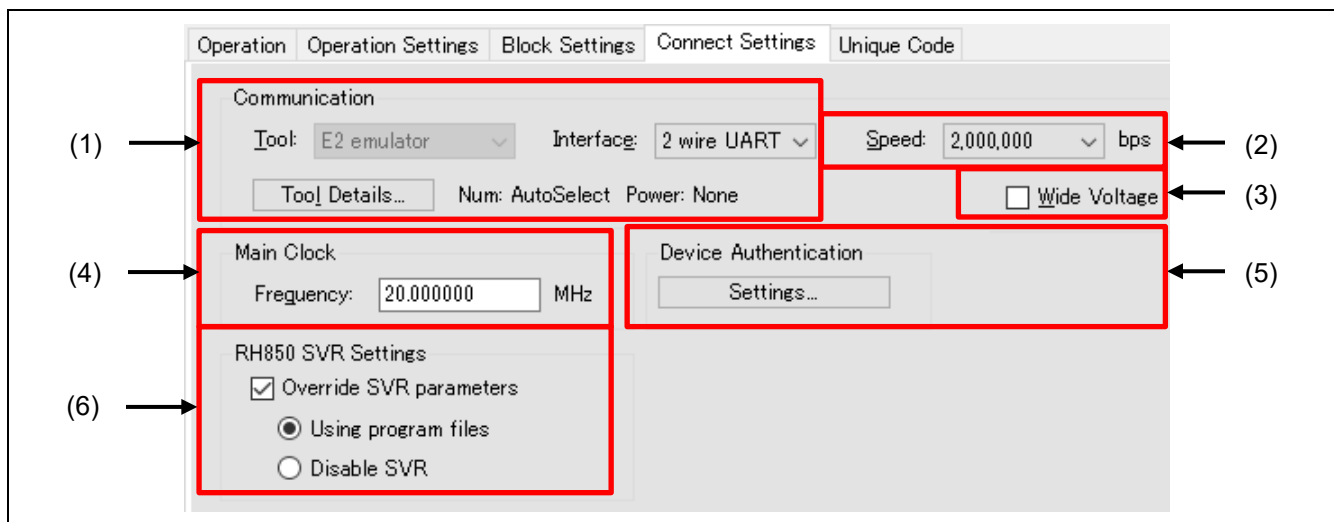 Operation Operation Settings Block Settings Connect Settings Unique Code
Communication
(1) Tool: E2 emulator Interface: 2 wire UART Speed: 2,000,000 bps (2)
Tool Details... Num: AutoSelect Power: None Wide Voltage (3)
Main Clock Device Authentication
(4) Frequency: 20.000000 MHz Settings... (5)
RH850 SVR Settings
Override SVR parameters
(6) Using program files
Disable SVR